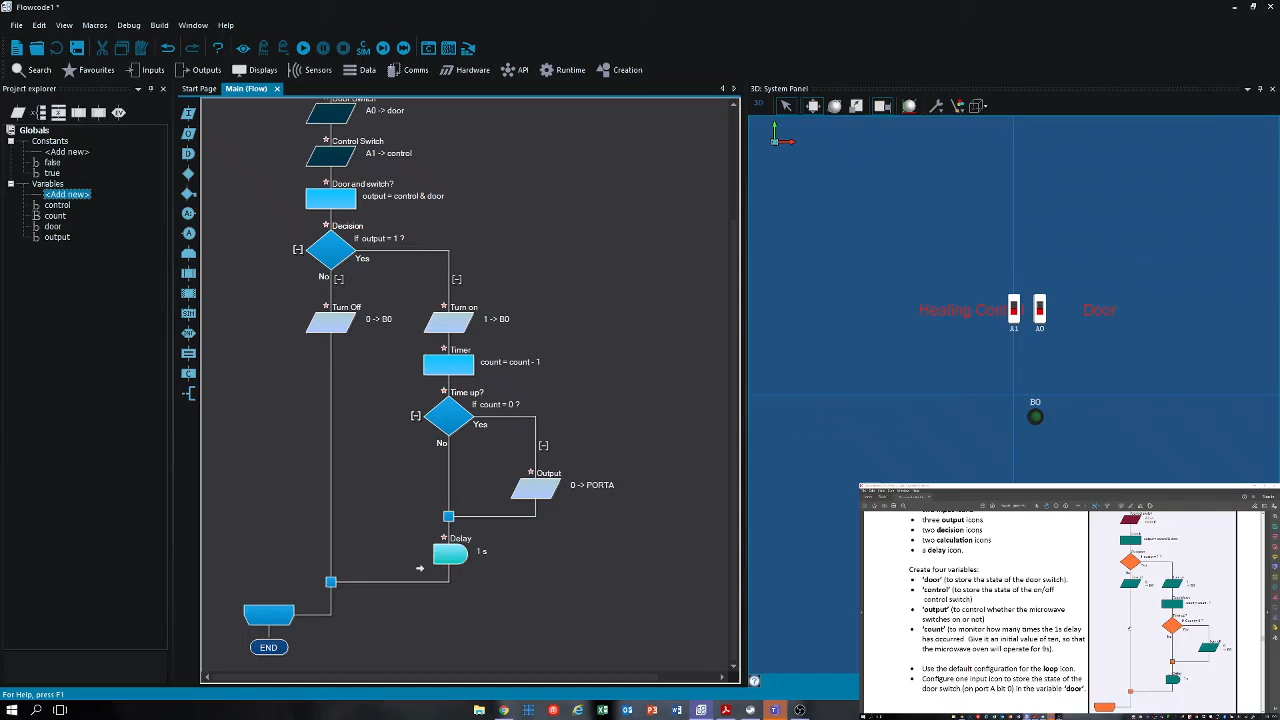 Flowcode1 *
File Edit View Macros Debug Build Window Help
Search Favourites Inputs Outputs Displays Sensors Data Comms Hardware API Runtime Creation
Project explorer
Start Page Main (Flow)
3D: System Panel
Globals
Constants
<Add new>
false
true
Variables
<Add new>
control
count
door
output
A0 -> door
Control Switch
A1 -> control
Door and switch?
output = control & door
Decision
If output = 1 ?
Yes
No
Turn Off
0 -> B0
Turn on
1 -> B0
Timer
count = count - 1
Time up?
If count = 0 ?
Yes
No
Output
0 -> PORTA
Delay
1 s
END
Door
A1 A0
B0
• three output icons
• two decision icons
• two calculation icons
• a delay icon.
Create four variables:
• 'door' (to store the state of the door switch).
• 'control' (to store the state of the on/off
control switch)
• 'output' (to control whether the microwave
switches on or not)
• 'count' (to monitor how many times the 1s delay
has occurred. Give it an initial value of ten, so that
the microwave oven will operate for 9s).
• Use the default configuration for the loop icon.
• Configure one input icon to store the state of the
door switch (on port A bit 0) in the variable 'door'.
For Help, press F1